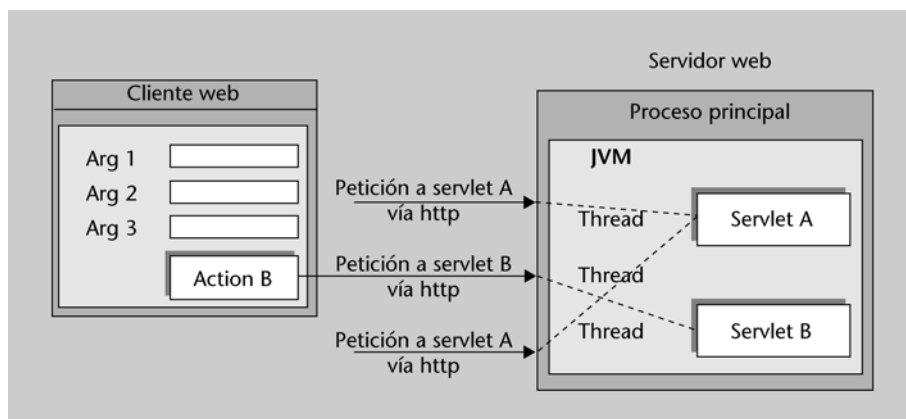 Servidor web
Cliente web
Proceso principal
Arg 1
Arg 2
Arg 3
Action B
Petición a servlet A
vía http
Petición a servlet B
vía http
Petición a servlet A
vía http
JVM
Thread
Thread
Thread
Servlet A
Servlet B